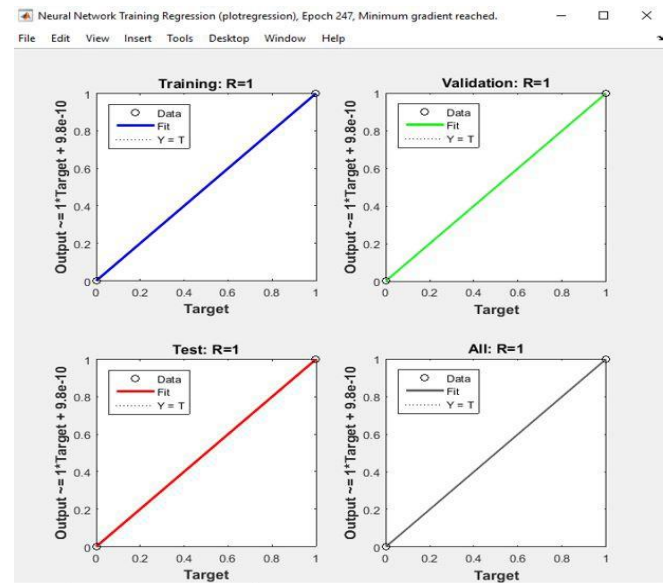 Neural Network Training Regression (plotregression), Epoch 247, Minimum gradient reached.
File Edit View Insert Tools Desktop Window Help
Training: R=1
Output ~= 1*Target + 9.8e-10
1
0.8
0.6
0.4
0.2
0
Data
Fit
Y = T
0 0.2 0.4 0.6 0.8 1
Target
Validation: R=1
Output ~= 1*Target + 9.8e-10
1
0.8
0.6
0.4
0.2
0
Data
Fit
Y = T
0 0.2 0.4 0.6 0.8 1
Target
Test: R=1
Output ~= 1*Target + 9.8e-10
1
0.8
0.6
0.4
0.2
0
Data
Fit
Y = T
0 0.2 0.4 0.6 0.8 1
Target
All: R=1
Output ~= 1*Target + 9.8e-10
1
0.8
0.6
0.4
0.2
0
Data
Fit
Y = T
0 0.2 0.4 0.6 0.8 1
Target